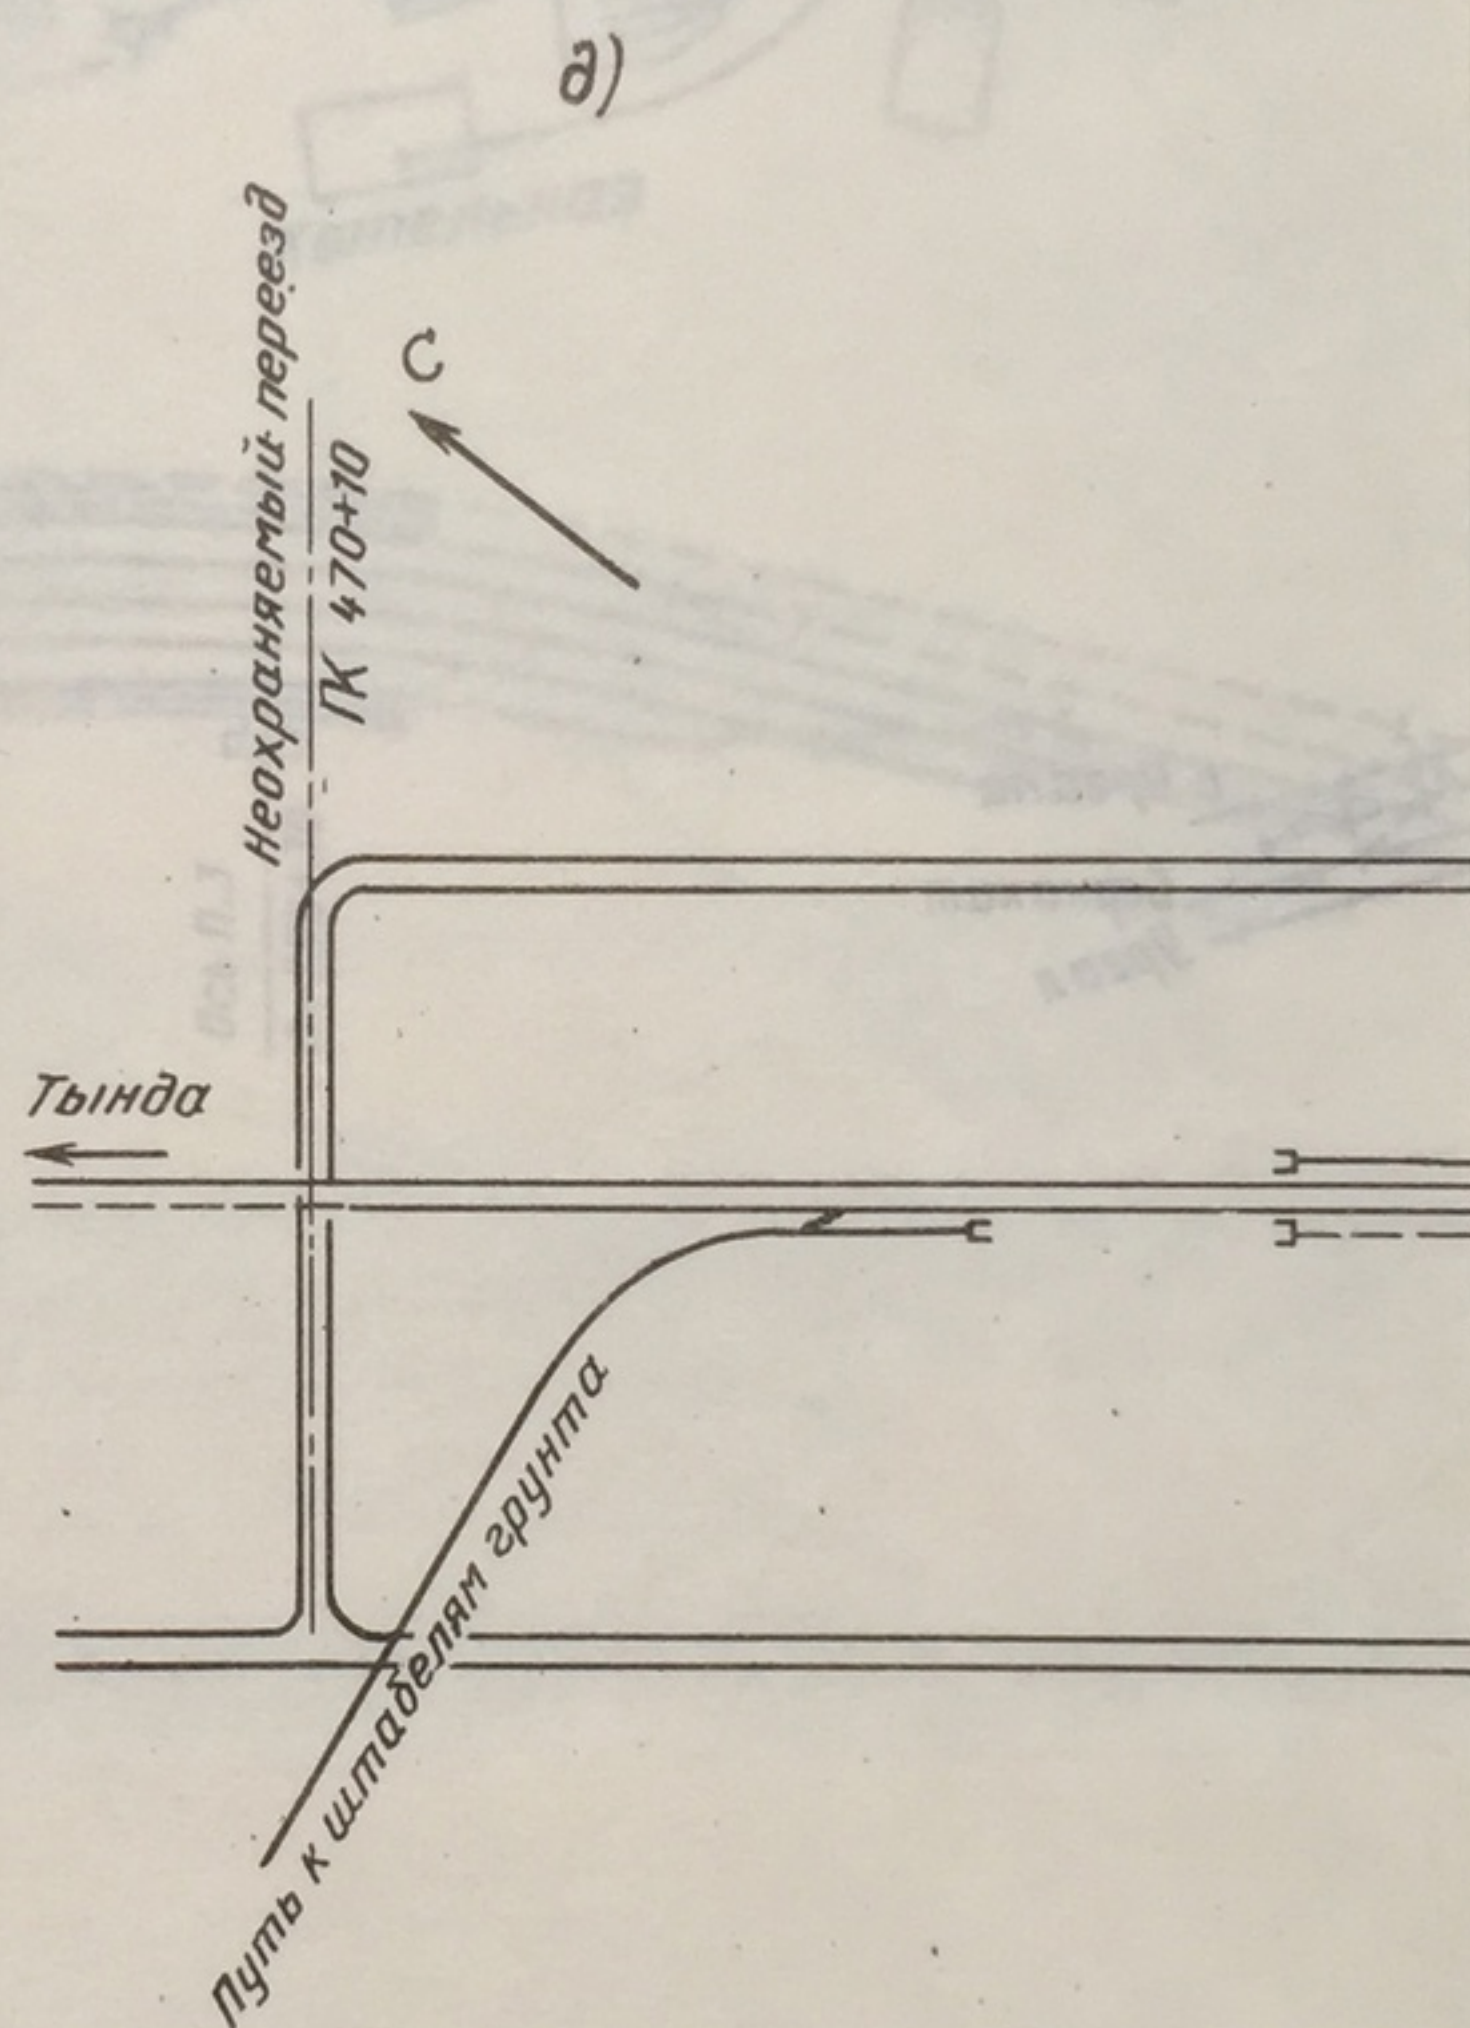 д)
Неохраняемый переезд
ПК 470+10
С
Тында
Путь к штабелям грунта